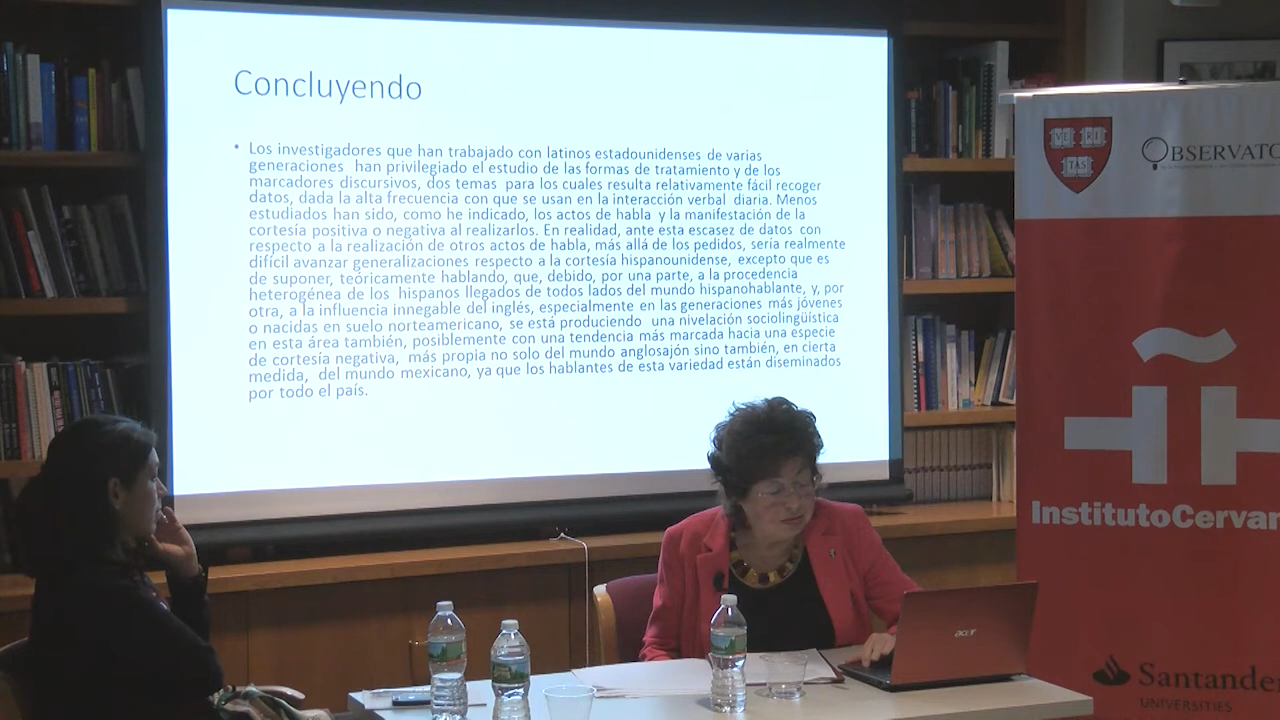 Concluyendo
• Los investigadores que han trabajado con latinos estadounidenses de varias
generaciones han privilegiado el estudio de las formas de tratamiento y de los
marcadores discursivos, dos temas para los cuales resulta relativamente fácil recoger
datos, dada la alta frecuencia con que se usan en la interacción verbal diaria. Menos
estudiados han sido, como he indicado, los actos de habla y la manifestación de la
cortesía positiva o negativa al realizarlos. En realidad, ante esta escasez de datos con
respecto a la realización de otros actos de habla, más allá de los pedidos, sería realmente
difícil avanzar generalizaciones respecto a la cortesía hispanounidense, excepto que es
de suponer, teóricamente hablando, que, debido, por una parte, a la procedencia
heterogénea de los hispanos llegados de todos lados del mundo hispanohablante, y, por
otra, a la influencia innegable del inglés, especialmente en las generaciones más jóvenes
o nacidas en suelo norteamericano, se está produciendo una nivelación sociolingüística
en esta área también, posiblemente con una tendencia más marcada hacia una especie
de cortesía negativa, más propia no solo del mundo anglosajón sino también, en cierta
medida, del mundo mexicano, ya que los hablantes de esta variedad están diseminados
por todo el país.
VE RI
TAS
OBSERVATO
InstitutoCervan
acer
Santande
UNIVERSITIES